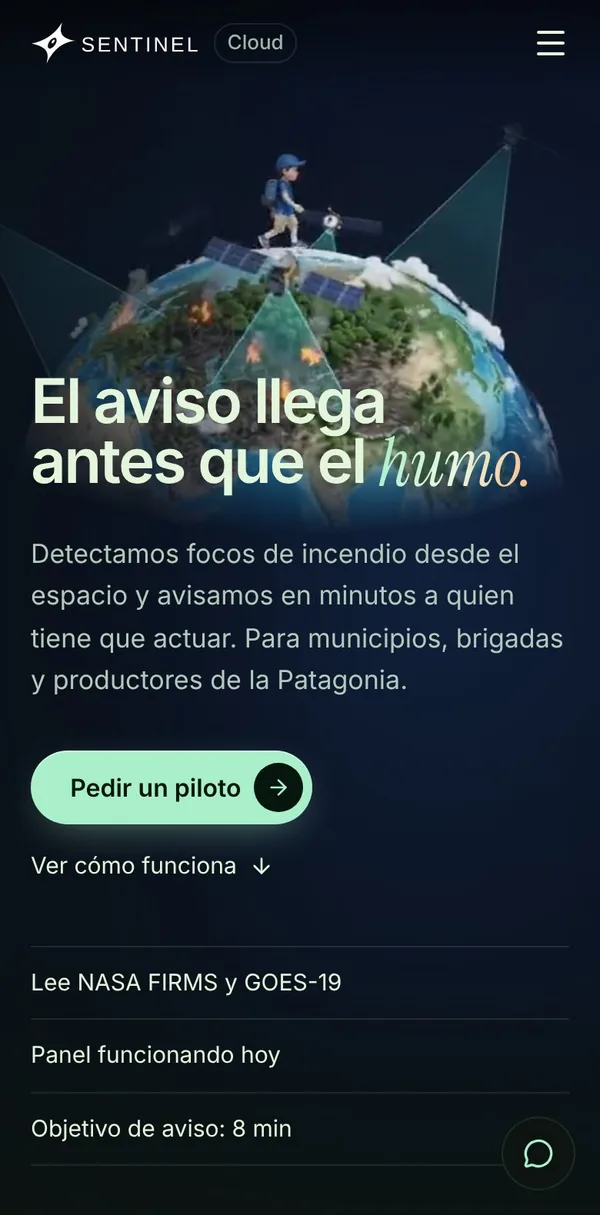 SENTINEL Cloud
El aviso llega
antes que el humo.
Detectamos focos de incendio desde el
espacio y avisamos en minutos a quien
tiene que actuar. Para municipios, brigadas
y productores de la Patagonia.
Pedir un piloto →
Ver cómo funciona ↓
Lee NASA FIRMS y GOES-19
Panel funcionando hoy
Objetivo de aviso: 8 min